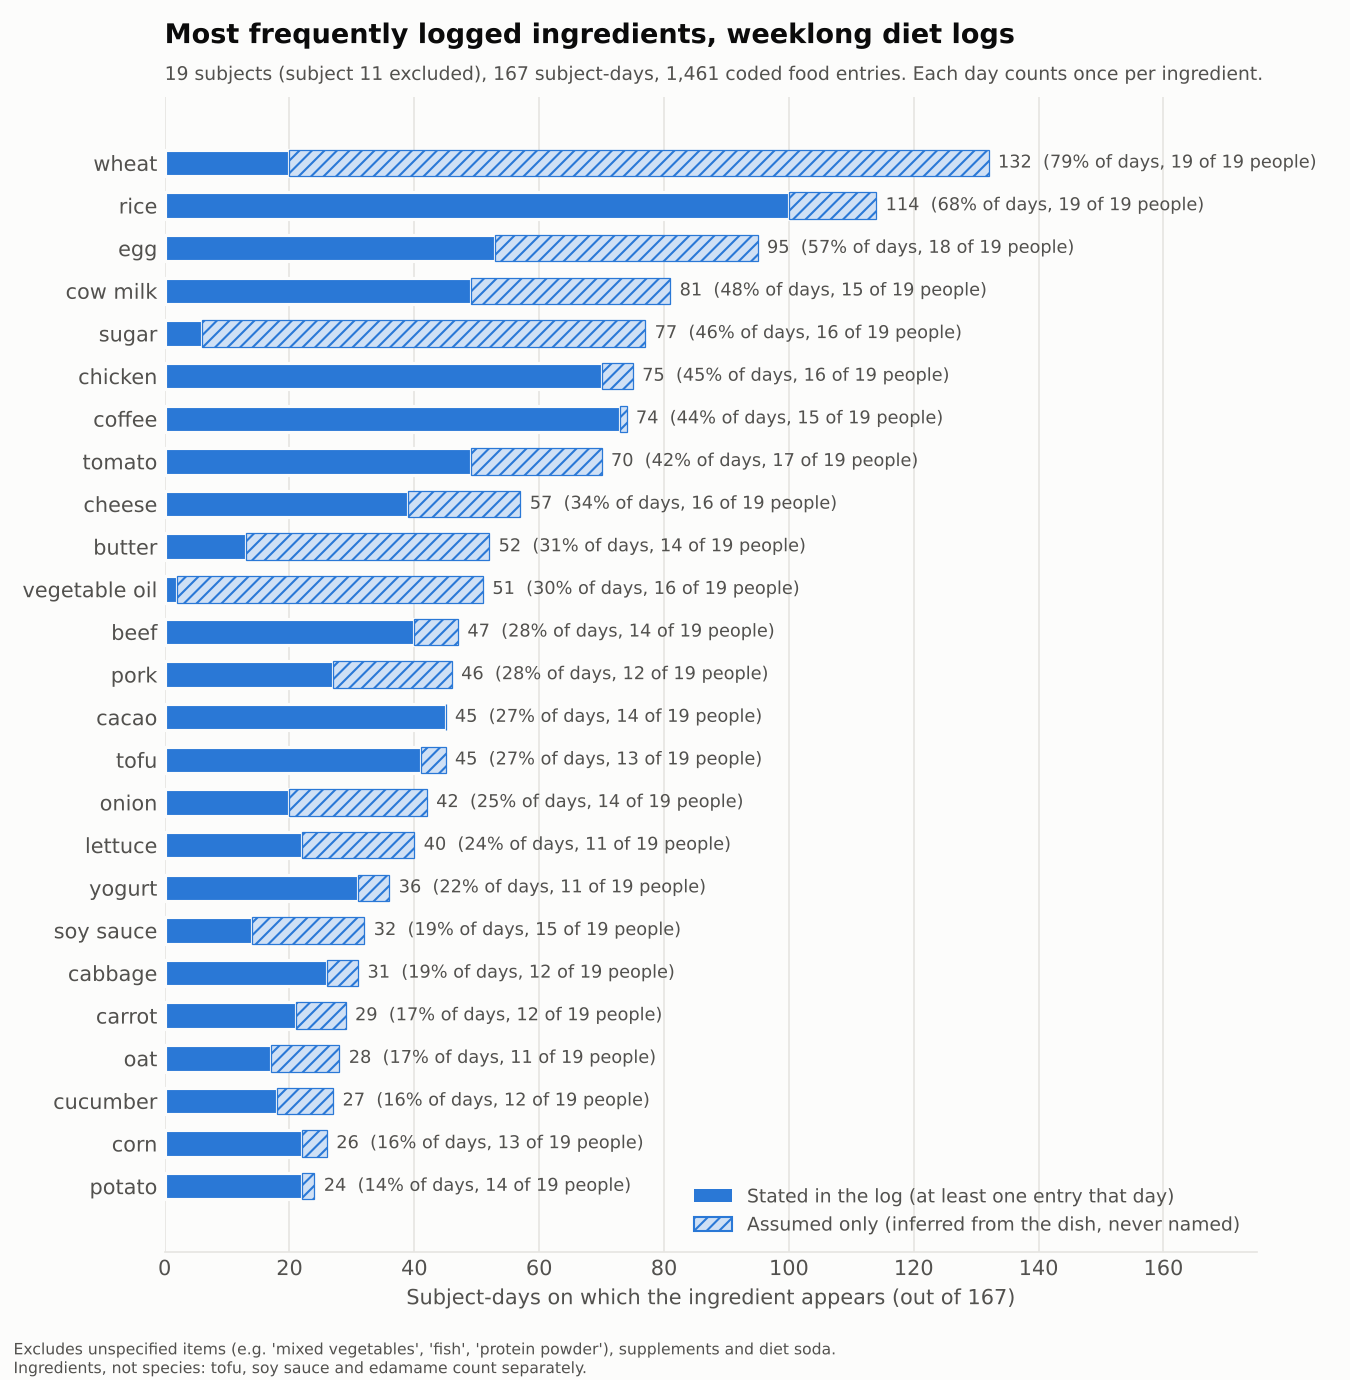 Most frequently logged ingredients, weeklong diet logs
19 subjects (subject 11 excluded), 167 subject-days, 1,461 coded food entries. Each day counts once per ingredient.
wheat 132 (79% of days, 19 of 19 people)
rice 114 (68% of days, 19 of 19 people)
egg 95 (57% of days, 18 of 19 people)
cow milk 81 (48% of days, 15 of 19 people)
sugar 77 (46% of days, 16 of 19 people)
chicken 75 (45% of days, 16 of 19 people)
coffee 74 (44% of days, 15 of 19 people)
tomato 70 (42% of days, 17 of 19 people)
cheese 57 (34% of days, 16 of 19 people)
butter 52 (31% of days, 14 of 19 people)
vegetable oil 51 (30% of days, 16 of 19 people)
beef 47 (28% of days, 14 of 19 people)
pork 46 (28% of days, 12 of 19 people)
cacao 45 (27% of days, 14 of 19 people)
tofu 45 (27% of days, 13 of 19 people)
onion 42 (25% of days, 14 of 19 people)
lettuce 40 (24% of days, 11 of 19 people)
yogurt 36 (22% of days, 11 of 19 people)
soy sauce 32 (19% of days, 15 of 19 people)
cabbage 31 (19% of days, 12 of 19 people)
carrot 29 (17% of days, 12 of 19 people)
oat 28 (17% of days, 11 of 19 people)
cucumber 27 (16% of days, 12 of 19 people)
corn 26 (16% of days, 13 of 19 people)
potato 24 (14% of days, 14 of 19 people)
Stated in the log (at least one entry that day)
Assumed only (inferred from the dish, never named)
0 20 40 60 80 100 120 140 160
Subject-days on which the ingredient appears (out of 167)
Excludes unspecified items (e.g. 'mixed vegetables', 'fish', 'protein powder'), supplements and diet soda.
Ingredients, not species: tofu, soy sauce and edamame count separately.